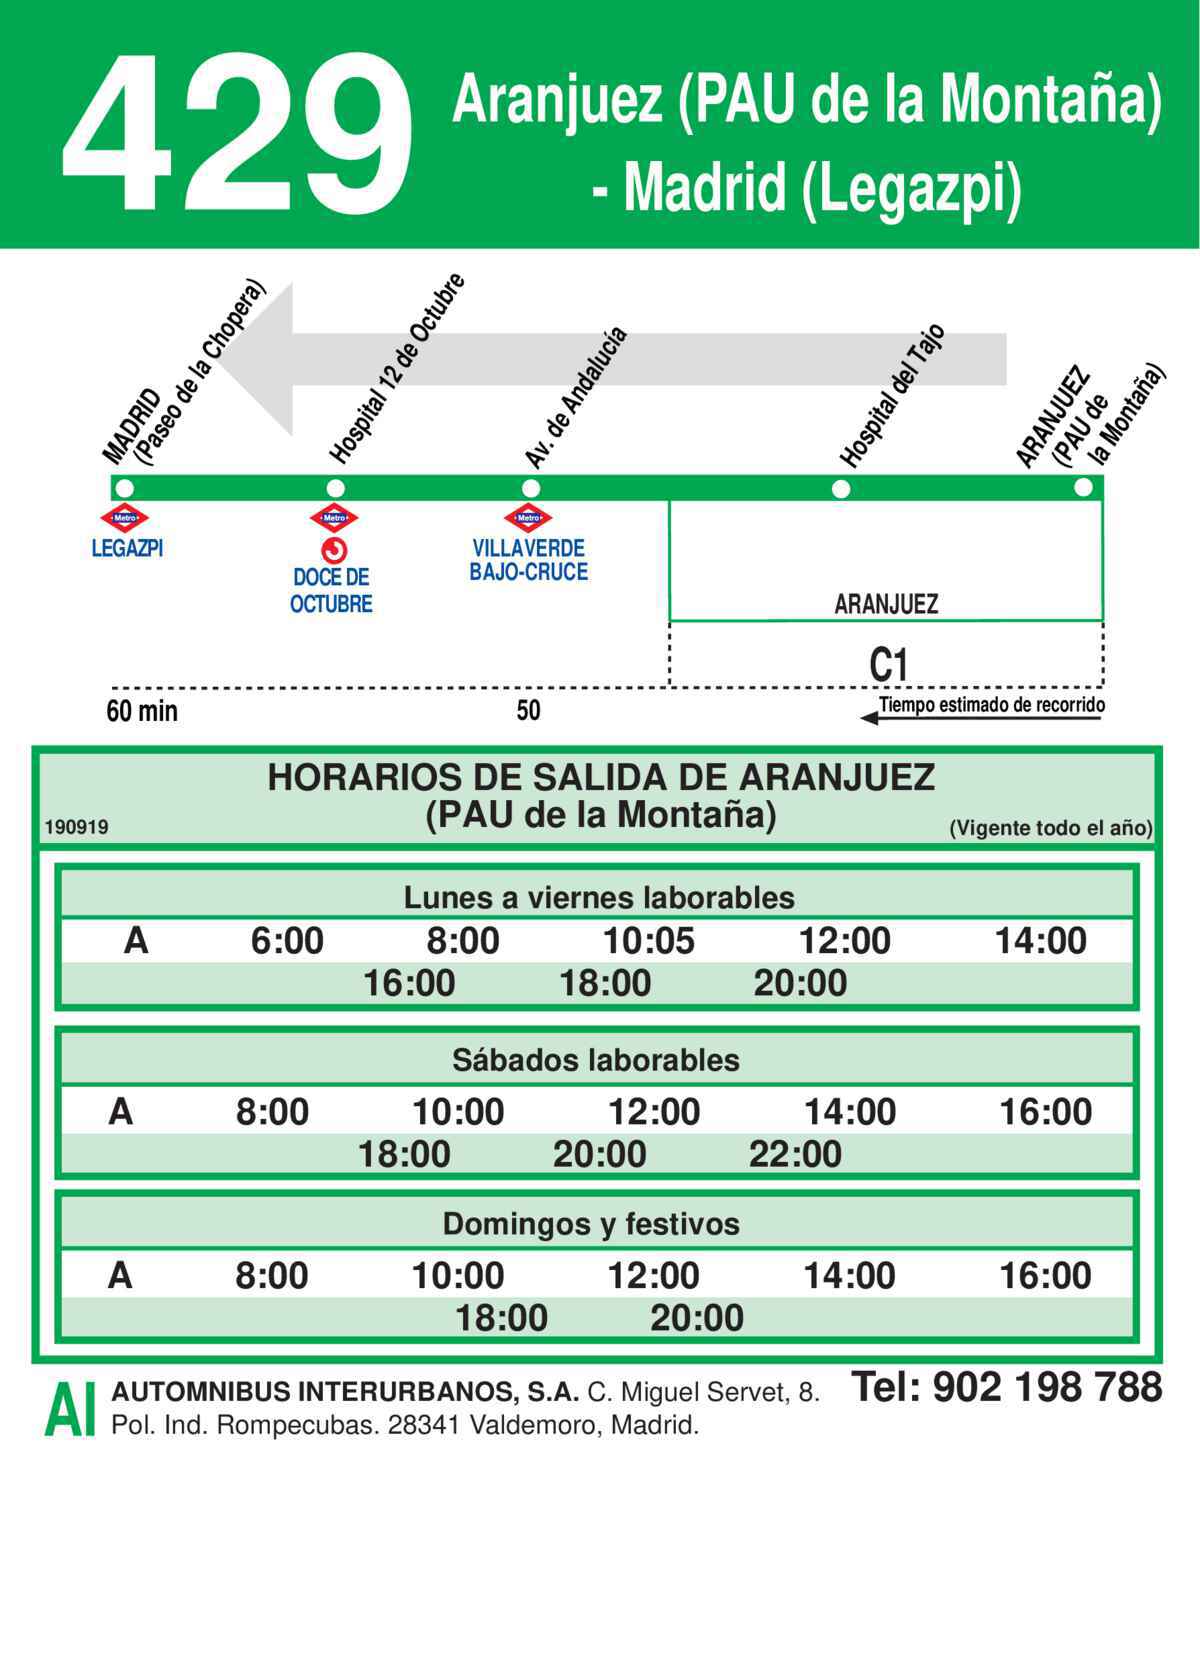 429
Aranjuez (PAU de la Montaña)
- Madrid (Legazpi)
MADRID
(Paseo de la Chopera)
Hospital 12 de Octubre
Av. de Andalucía
Hospital del Tajo
ARANJUEZ
(PAU de
la Montaña)
Metro
Metro
Metro
LEGAZPI
DOCE DE
OCTUBRE
VILLAVERDE
BAJO-CRUCE
ARANJUEZ
C1
60 min
50
Tiempo estimado de recorrido
HORARIOS DE SALIDA DE ARANJUEZ
(PAU de la Montaña)
190919
(Vigente todo el año)
Lunes a viernes laborables
A 6:00 8:00 10:05 12:00 14:00
16:00 18:00 20:00
Sábados laborables
A 8:00 10:00 12:00 14:00 16:00
18:00 20:00 22:00
Domingos y festivos
A 8:00 10:00 12:00 14:00 16:00
18:00 20:00
AI
AUTOMNIBUS INTERURBANOS, S.A. C. Miguel Servet, 8.
Pol. Ind. Rompecubas. 28341 Valdemoro, Madrid.
Tel: 902 198 788